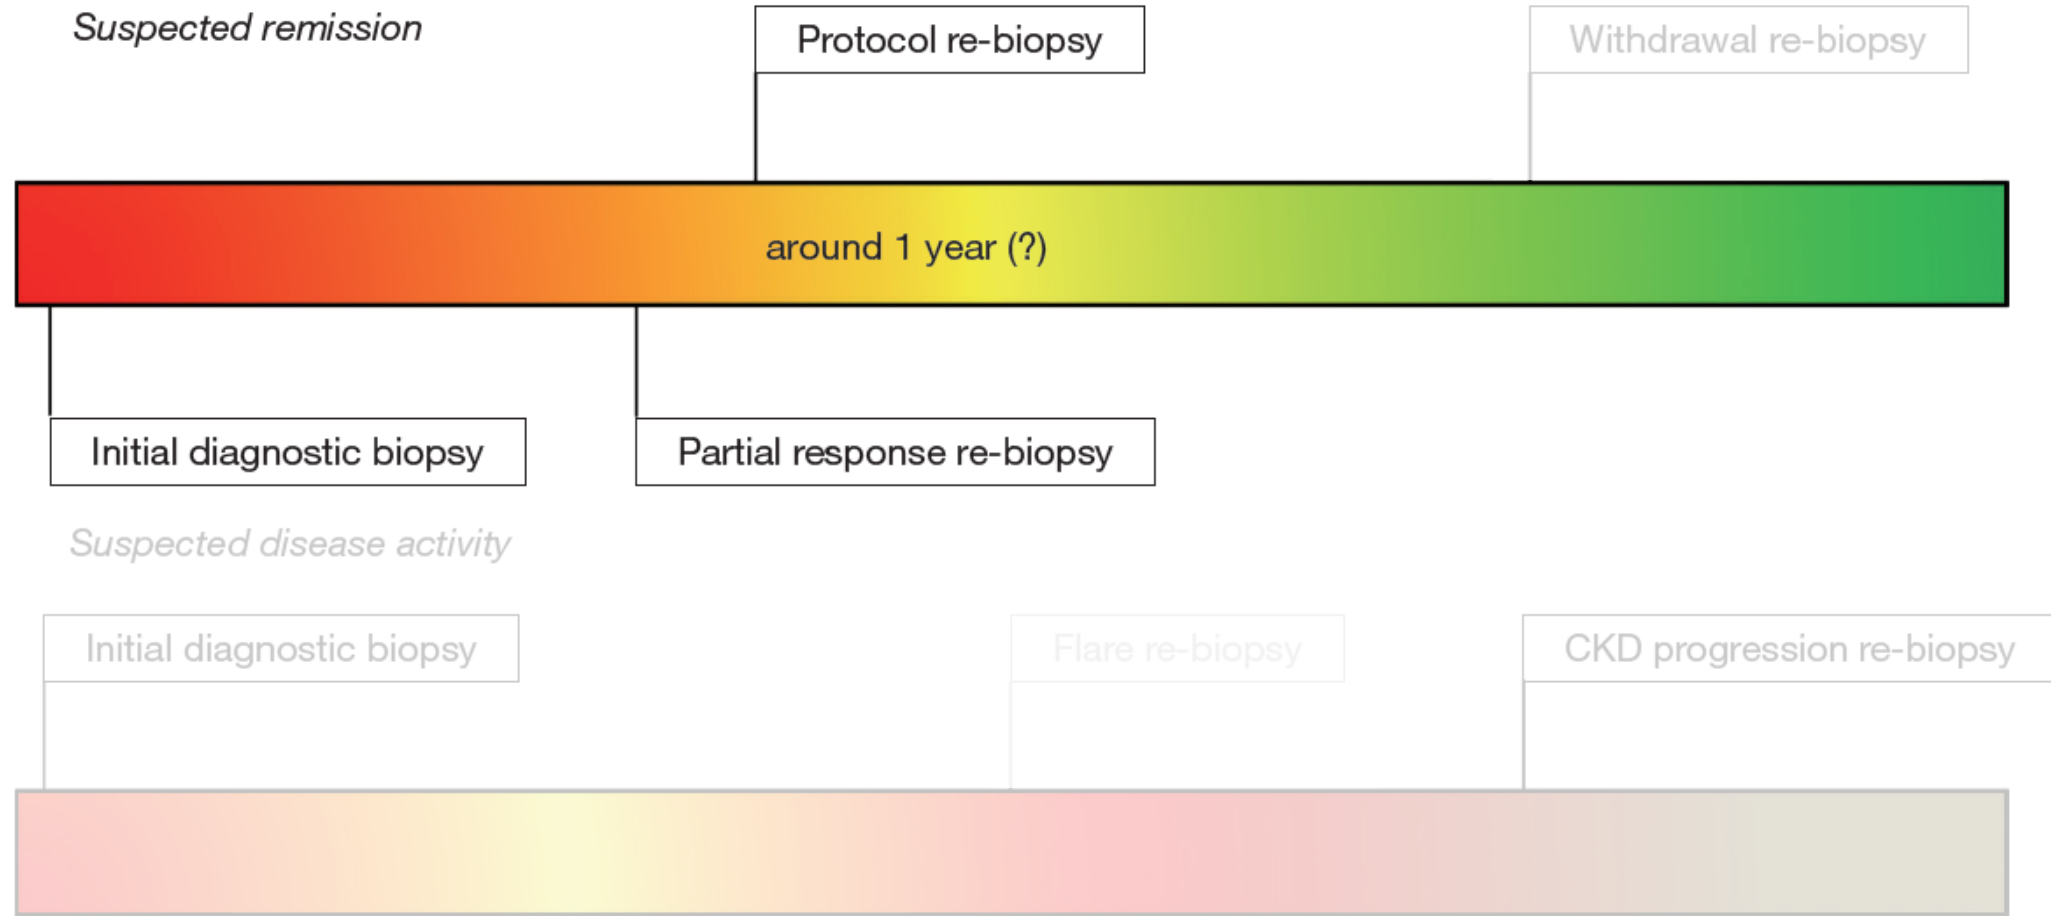 Suspected remission
Protocol re-biopsy
Withdrawal re-biopsy
around 1 year (?)
Initial diagnostic biopsy
Partial response re-biopsy
Suspected disease activity
Initial diagnostic biopsy
Flare re-biopsy
CKD progression re-biopsy